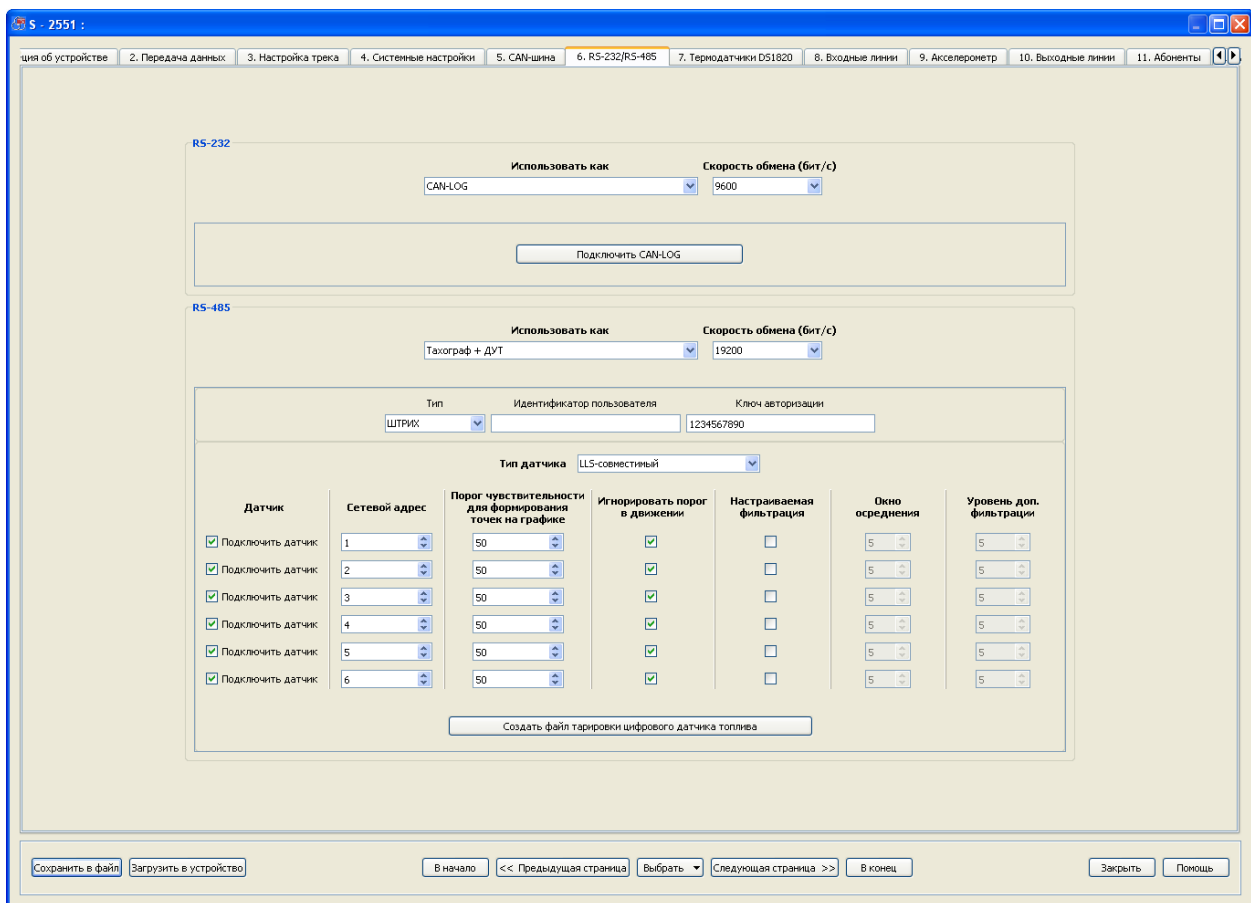 S - 2551 :
ция об устройстве 2. Передача данных 3. Настройка трека 4. Системные настройки 5. CAN-шина 6. RS-232/RS-485 7. Термодатчики DS1820 8. Входные линии 9. Акселерометр 10. Выходные линии 11. Абоненты
RS-232
Использовать как Скорость обмена (бит/с)
CAN-LOG 9600
Подключить CAN-LOG
RS-485
Использовать как Скорость обмена (бит/с)
Тахограф + ДУТ 19200
Тип Идентификатор пользователя Ключ авторизации
ШТРИХ 1234567890
Тип датчика LLS-совместимый
Датчик Сетевой адрес Порог чувствительности для формирования точек на графике Игнорировать порог в движении Настраиваемая фильтрация Окно осреднения Уровень доп. фильтрации
Подключить датчик 1 50 5 5
Подключить датчик 2 50 5 5
Подключить датчик 3 50 5 5
Подключить датчик 4 50 5 5
Подключить датчик 5 50 5 5
Подключить датчик 6 50 5 5
Создать файл тарировки цифрового датчика топлива
Сохранить в файл Загрузить в устройство В начало << Предыдущая страница Выбрать Следующая страница >> В конец Закрыть Помощь